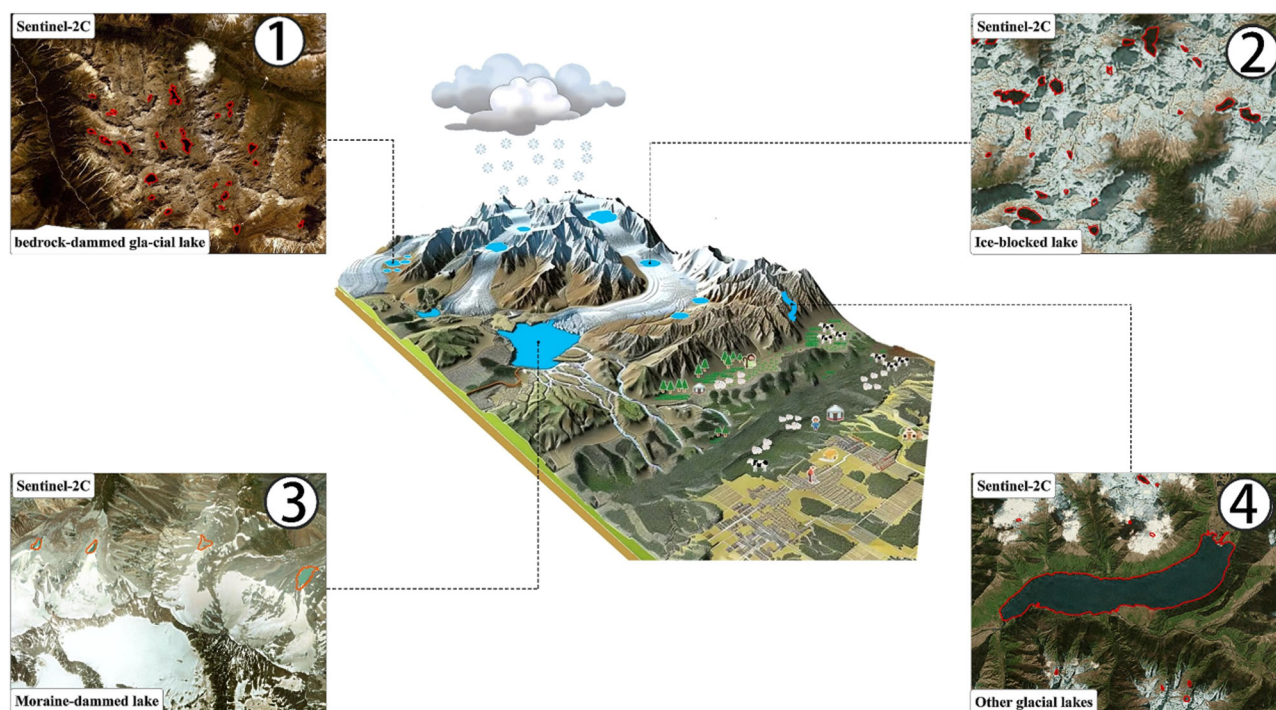 Sentinel-2C
1
bedrock-dammed gla-cial lake
Sentinel-2C
2
Ice-blocked lake
Sentinel-2C
3
Moraine-dammed lake
Sentinel-2C
4
Other glacial lakes